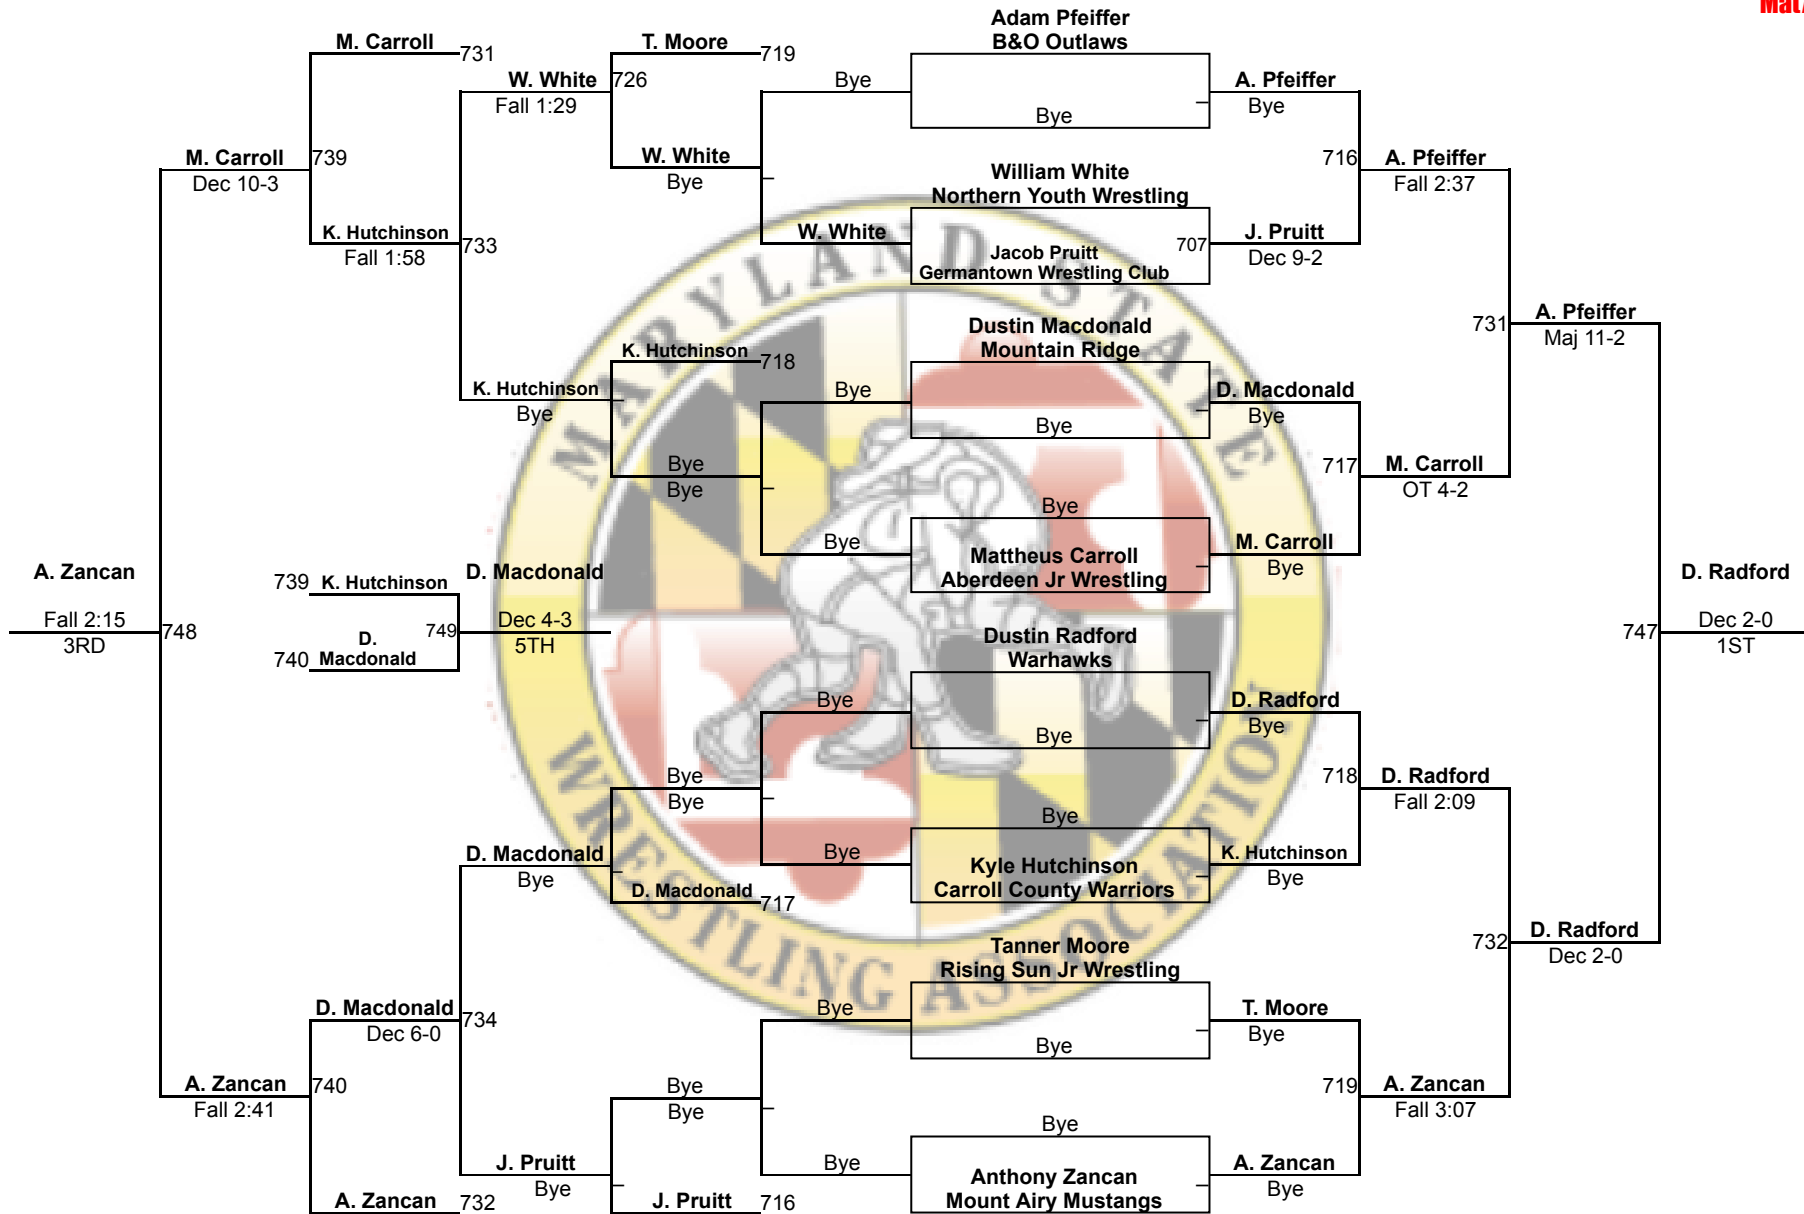 Mat
Adam Pfeiffer
B&O Outlaws
M. Carroll 731
T. Moore 719
W. White 726
Fall 1:29
Bye
A. Pfeiffer
Bye
Bye
M. Carroll 739
Dec 10-3
W. White
Bye
716 A. Pfeiffer
Fall 2:37
William White
Northern Youth Wrestling
K. Hutchinson 733
Fall 1:58
W. White
Jacob Pruitt 707
Germantown Wrestling Club
J. Pruitt
Dec 9-2
MARYLAND STATE
731 A. Pfeiffer
Maj 11-2
Dustin Macdonald
Mountain Ridge
K. Hutchinson 718
K. Hutchinson
Bye
Bye
D. Macdonald
Bye
Bye
Bye
Bye
717 M. Carroll
OT 4-2
Bye
Bye
Mattheus Carroll
Aberdeen Jr Wrestling
M. Carroll
Bye
A. Zancan
Fall 2:15
3RD
748
739 K. Hutchinson
D. Macdonald
749 Dec 4-3
5TH
740 D.
Macdonald
D. Radford
747 Dec 2-0
1ST
Dustin Radford
Warhawks
Bye
D. Radford
Bye
Bye
Bye
Bye
718 D. Radford
Fall 2:09
Bye
D. Macdonald
Bye
Bye
Kyle Hutchinson
Carroll County Warriors
K. Hutchinson
Bye
D. Macdonald 717
732 D. Radford
Dec 2-0
WRESTLING ASSOCIATION
Tanner Moore
Rising Sun Jr Wrestling
D. Macdonald 734
Dec 6-0
Bye
T. Moore
Bye
Bye
A. Zancan 740
Fall 2:41
Bye
Bye
719 A. Zancan
Fall 3:07
Bye
J. Pruitt
Bye
Bye
Anthony Zancan
Mount Airy Mustangs
A. Zancan
Bye
A. Zancan 732
J. Pruitt 716